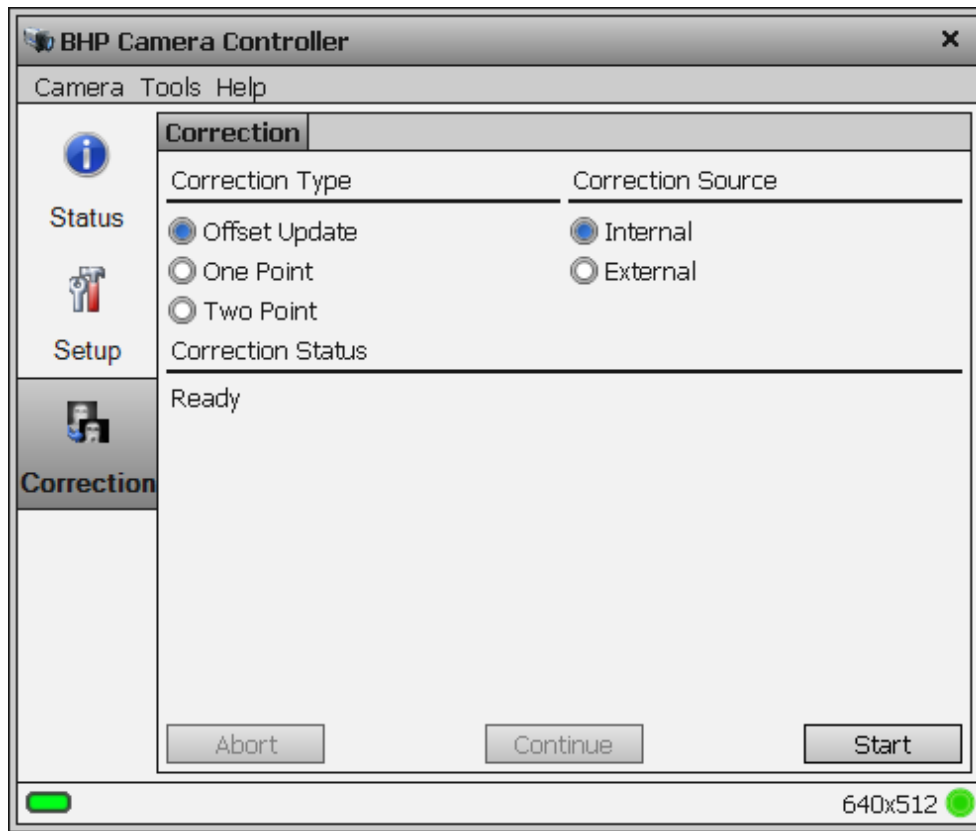 BHP Camera Controller
Camera Tools Help
Correction
Status
Setup
Correction
Correction Type
Correction Source
Offset Update
Internal
One Point
External
Two Point
Correction Status
Ready
Abort
Continue
Start
640x512